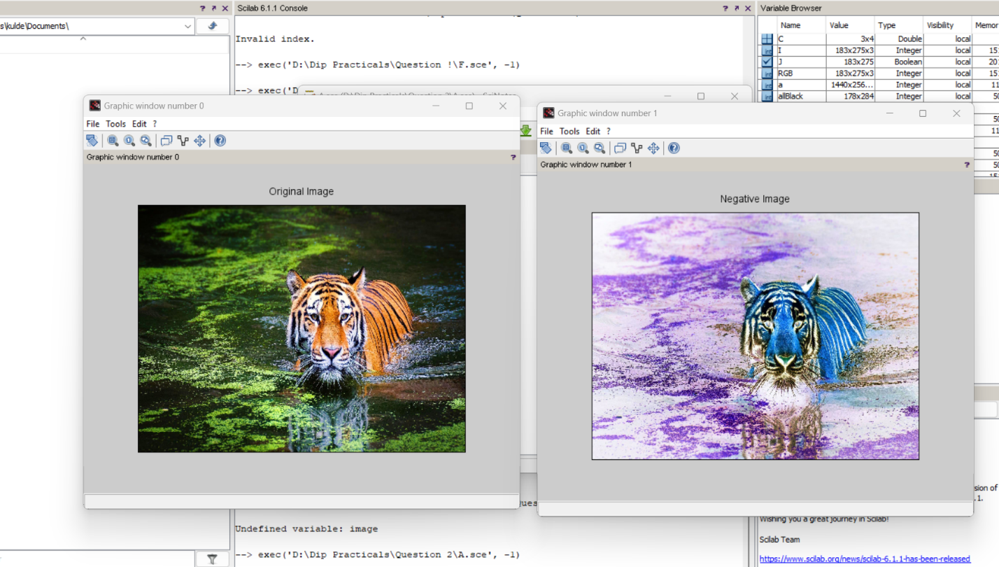 s\kulde\Documents\
Scilab 6.1.1 Console
Invalid index.
--> exec('D:\Dip Practicals\Question !\F.sce', -1)
--> exec('D
A.sce (D:\Dip Practicals\Question 2\A.sce) - SciNotes
Variable Browser
Name Value Type Visibility Memor
C 3x4 Double local
I 183x275x3 Integer local 15
J 183x275 Boolean local 20
RGB 183x275x3 Integer local 15
a 1440x256... Integer local 11
allBlack 178x284 Integer local 50
50
11
50
50
Graphic window number 0
File Tools Edit ?
Graphic window number 0 ?
Original Image
Graphic window number 1
File Tools Edit ?
Graphic window number 1 ?
Negative Image
ues
Undefined variable: image
--> exec('D:\Dip Practicals\Question 2\A.sce', -1)
sion of
.1.
Wishing you a great journey in Scilab!
Scilab Team
https://www.scilab.org/news/scilab-6.1.1-has-been-released